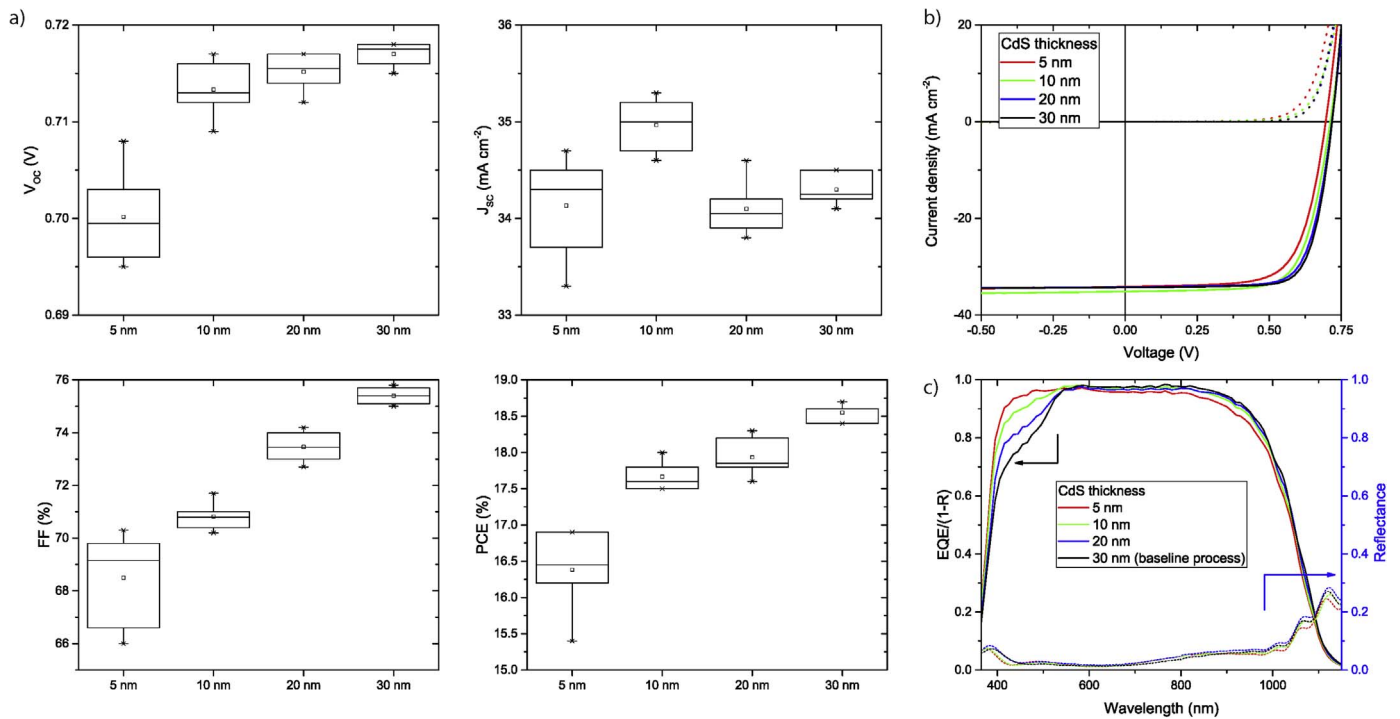 a)
0.72
0.71
0.70
0.69
V_OC (V)
5 nm 10 nm 20 nm 30 nm
36
35
34
33
J_SC (mA cm⁻²)
5 nm 10 nm 20 nm 30 nm
76
74
72
70
68
66
FF (%)
5 nm 10 nm 20 nm 30 nm
19.0
18.5
18.0
17.5
17.0
16.5
16.0
15.5
15.0
PCE (%)
5 nm 10 nm 20 nm 30 nm
b)
20
0
-20
-40
Current density (mA cm⁻²)
CdS thickness
5 nm
10 nm
20 nm
30 nm
-0.50 -0.25 0.00 0.25 0.50 0.75
Voltage (V)
c)
1.0
0.8
0.6
0.4
0.2
0.0
EQE/(1-R)
CdS thickness
5 nm
10 nm
20 nm
30 nm (baseline process)
1.0
0.8
0.6
0.4
0.2
0.0
Reflectance
400 600 800 1000
Wavelength (nm)